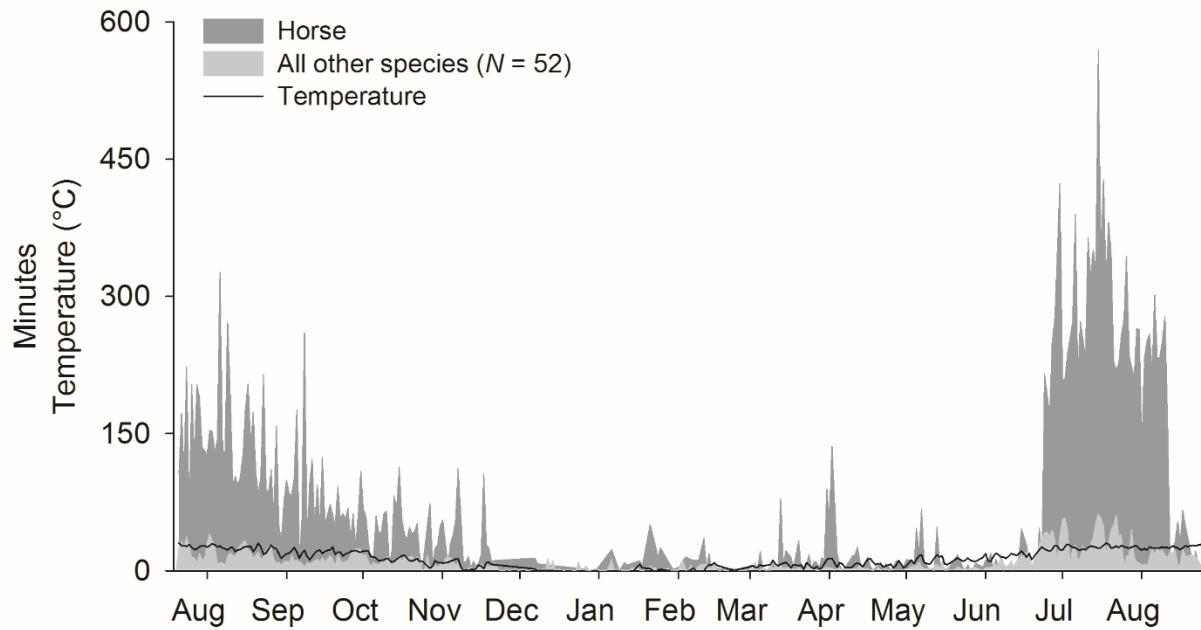 600
450
300
150
0
Minutes
Temperature (°C)
Horse
All other species (N = 52)
Temperature
Aug Sep Oct Nov Dec Jan Feb Mar Apr May Jun Jul Aug